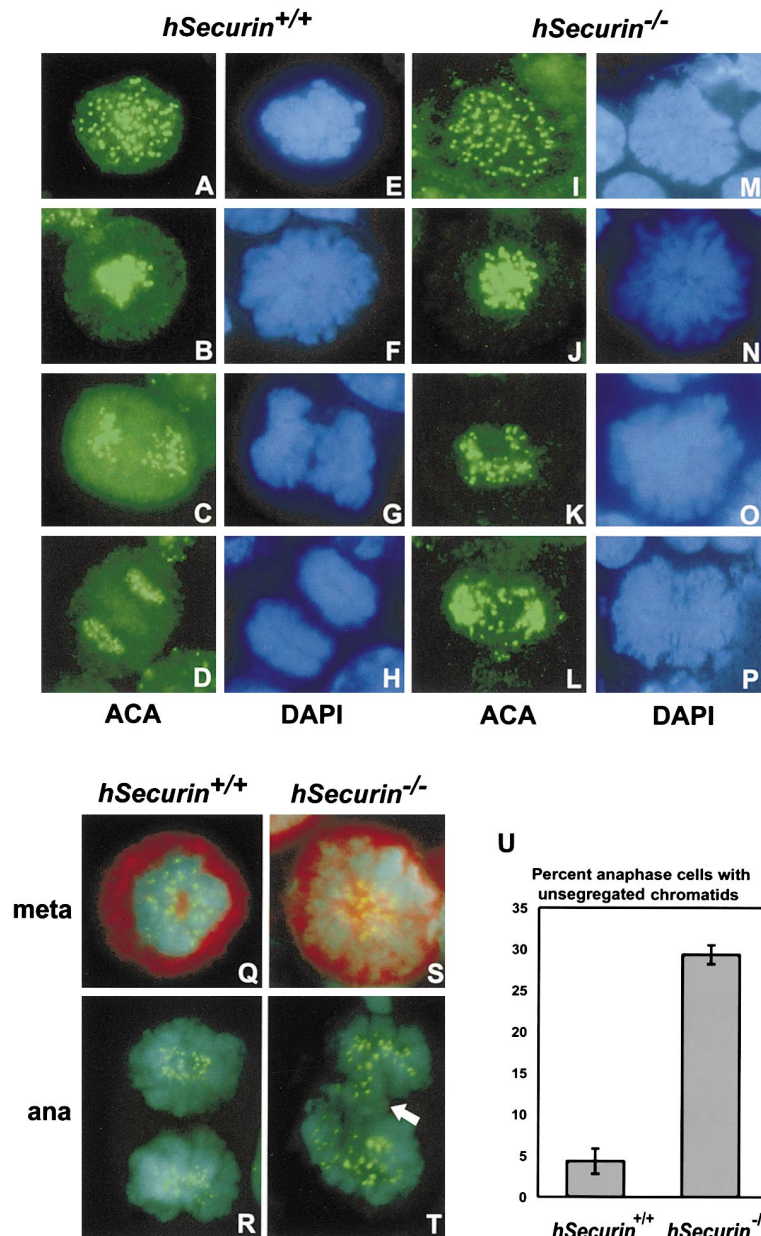 hSecurin+/+ hSecurin-/-
A E I M
B F J N
C G K O
D H L P
ACA DAPI ACA DAPI
hSecurin+/+ hSecurin-/-
U
Percent anaphase cells with
unsegregated chromatids
meta
Q S
ana
R T
35
30
25
20
15
10
5
0
hSecurin+/+ hSecurin-/